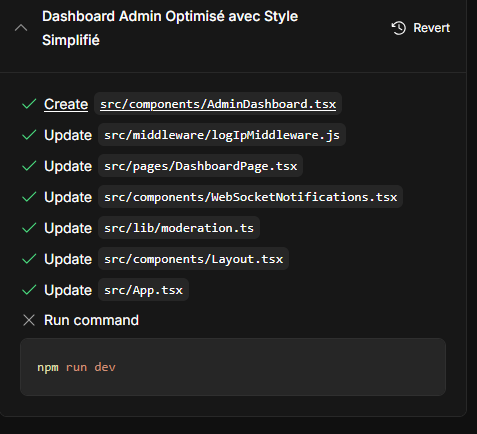 Dashboard Admin Optimisé avec Style
Simplifié
Revert
Create src/components/AdminDashboard.tsx
Update src/middleware/logIpMiddleware.js
Update src/pages/DashboardPage.tsx
Update src/components/WebSocketNotifications.tsx
Update src/lib/moderation.ts
Update src/components/Layout.tsx
Update src/App.tsx
Run command
npm run dev